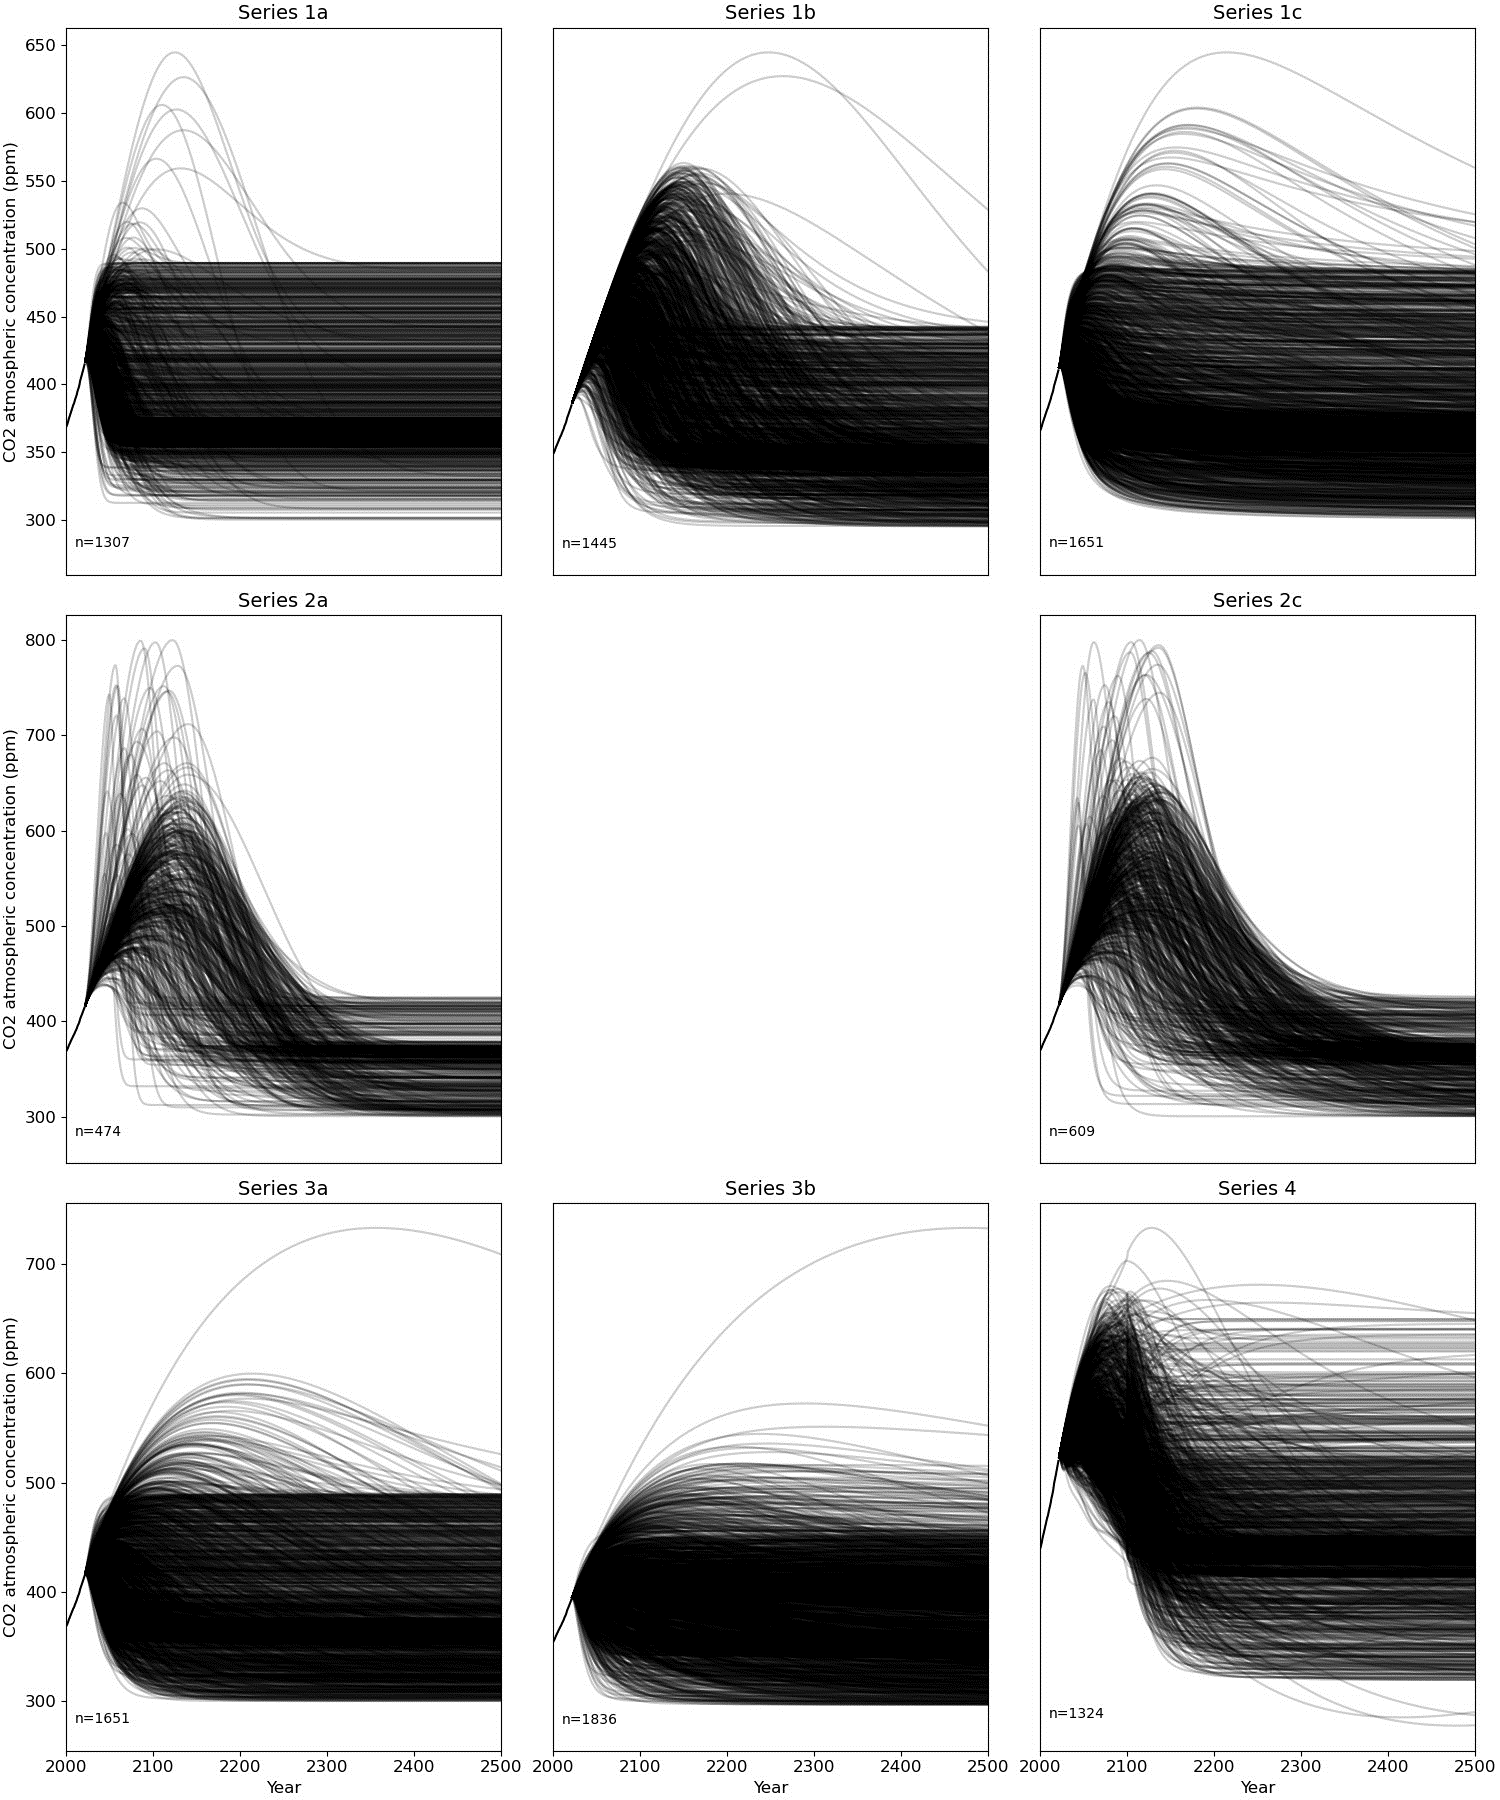 Series 1a
Series 1b
Series 1c
CO2 atmospheric concentration (ppm)
650
600
550
500
450
400
350
300
n=1307
n=1445
n=1651
Series 2a
Series 2c
CO2 atmospheric concentration (ppm)
800
700
600
500
400
300
n=474
n=609
Series 3a
Series 3b
Series 4
CO2 atmospheric concentration (ppm)
700
600
500
400
300
n=1651
n=1836
n=1324
2000 2100 2200 2300 2400 2500
2000 2100 2200 2300 2400 2500
2000 2100 2200 2300 2400 2500
Year
Year
Year